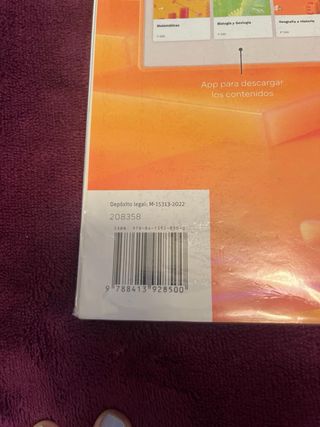 Matemáticas
Biología y Geología
Geografía e Historia
App para descargar
los contenidos
Depósito legal: M-15313-2022
208358
9 788413 928500